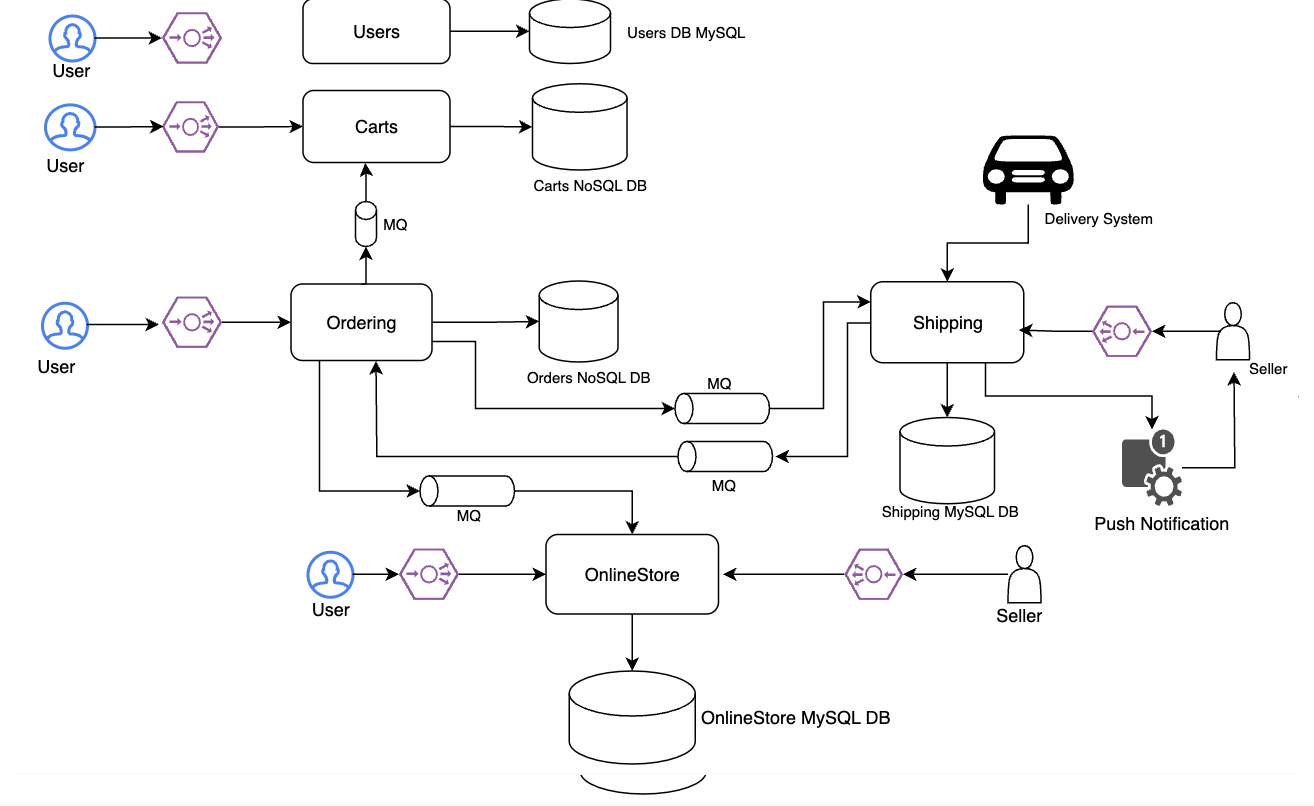 Users
Users DB MySQL
User
Carts
User
Carts NoSQL DB
Delivery System
MQ
Ordering
Shipping
User
Orders NoSQL DB
Seller
MQ
MQ
1
MQ
Shipping MySQL DB
Push Notification
OnlineStore
User
Seller
OnlineStore MySQL DB